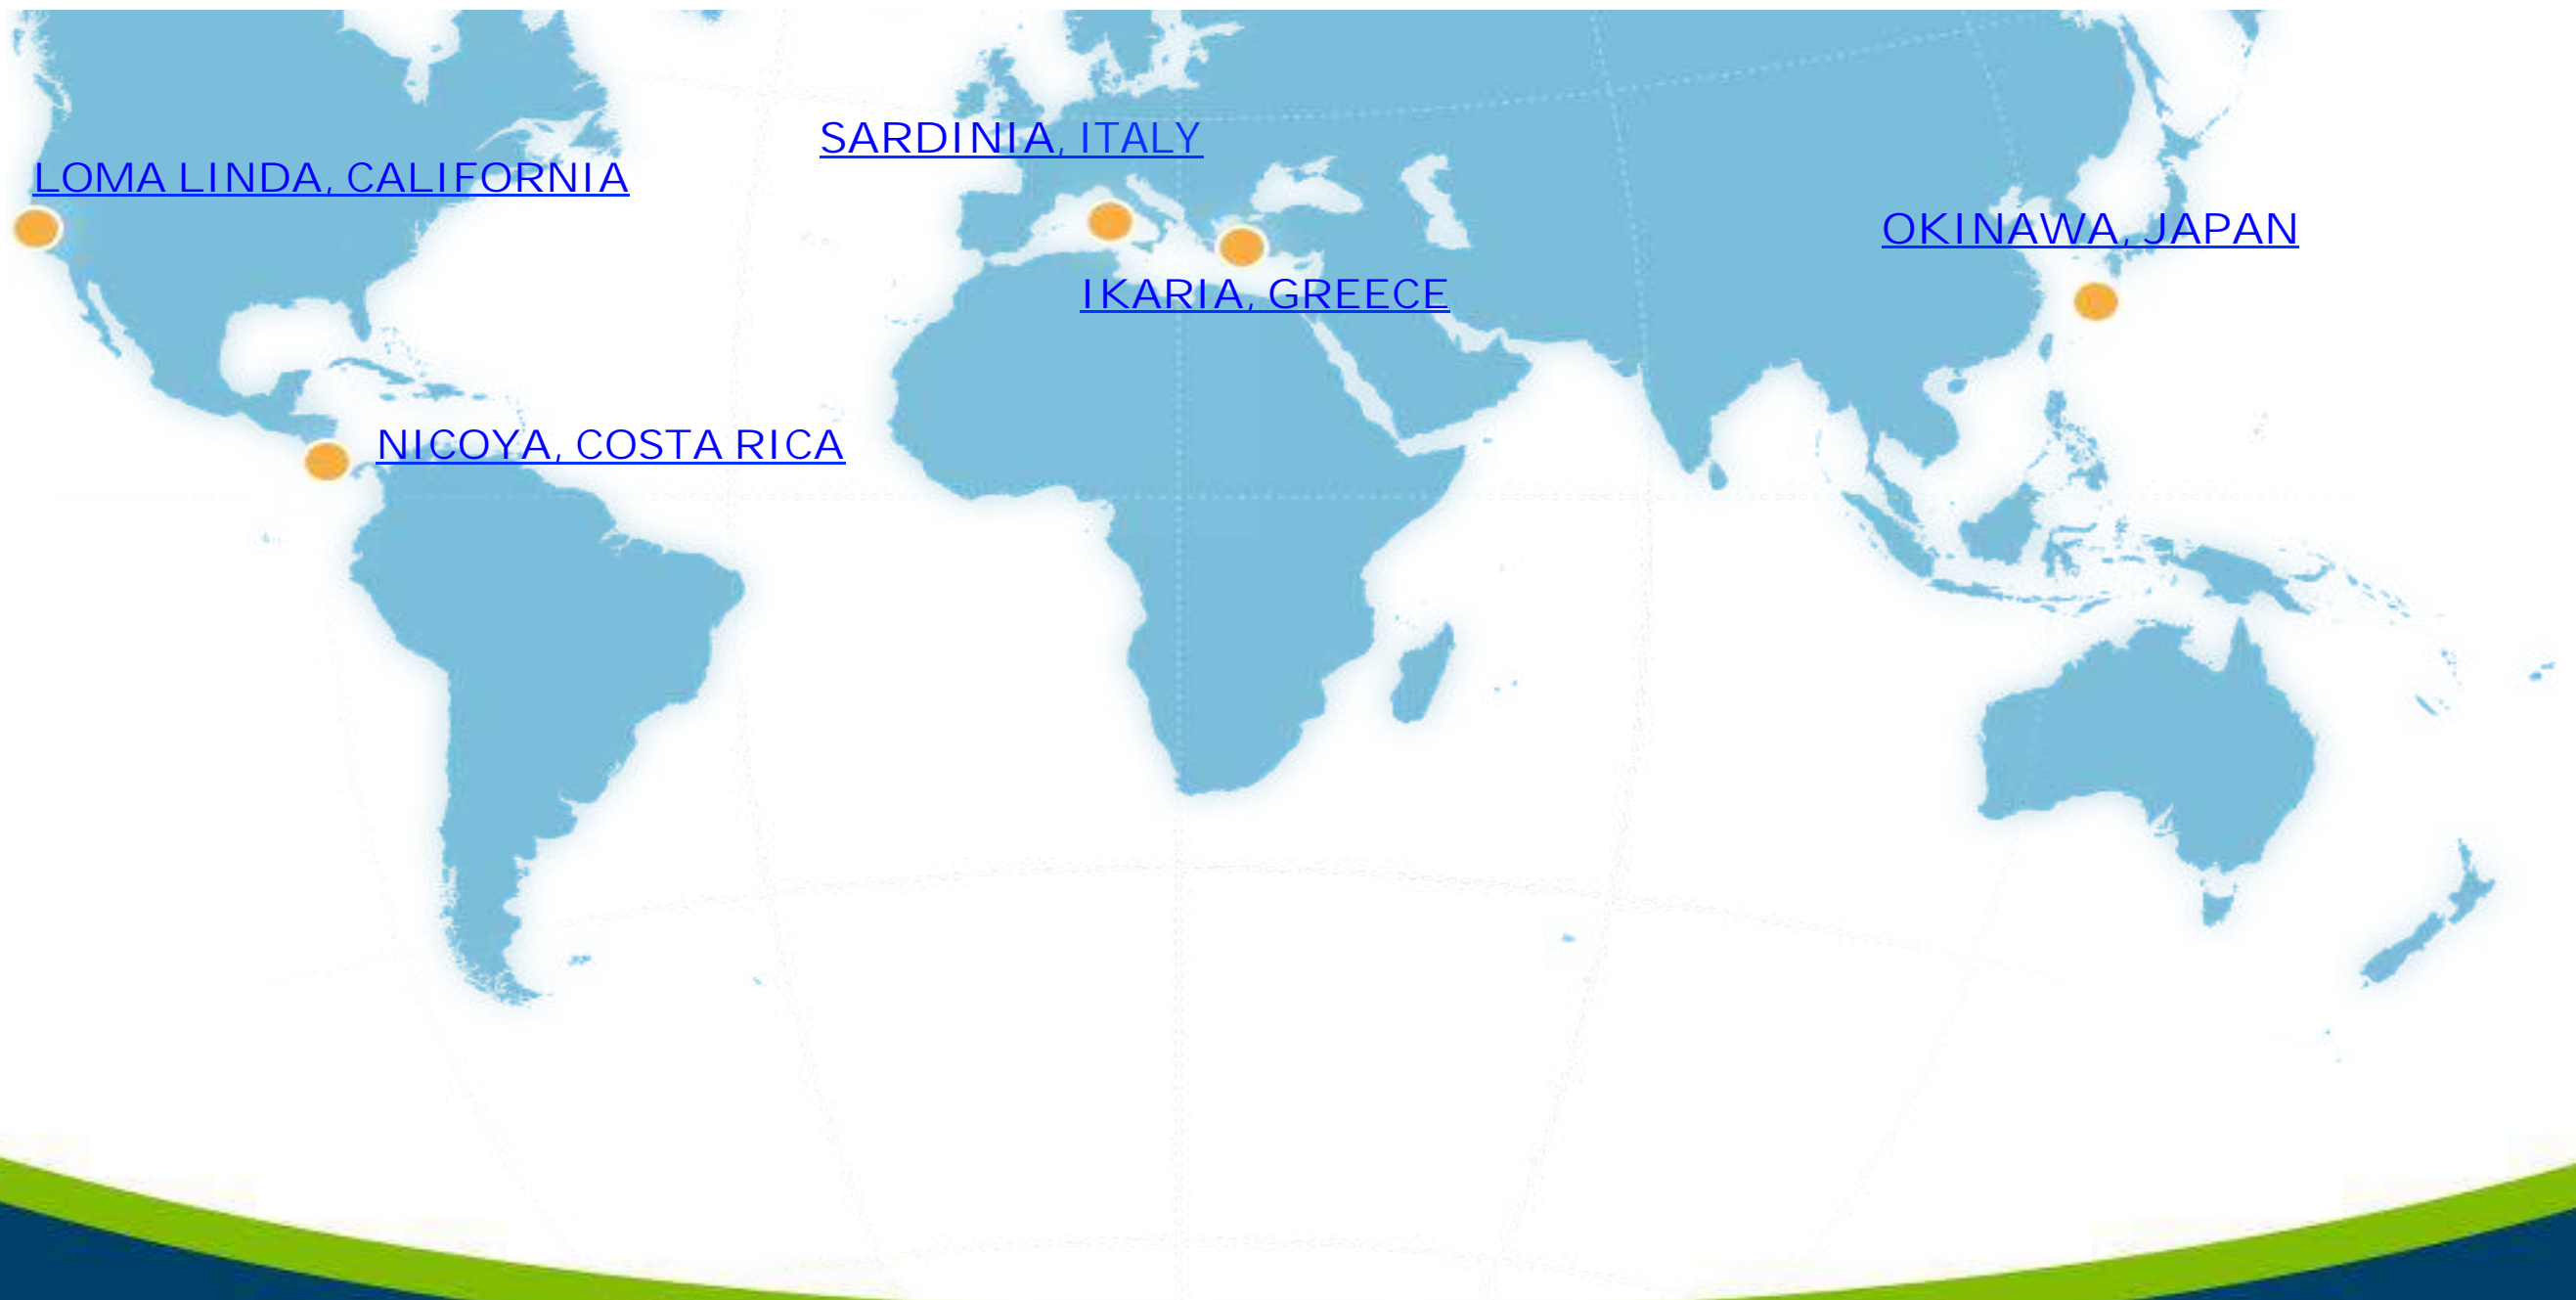 SARDINIA, ITALY
LOMA LINDA, CALIFORNIA
OKINAWA, JAPAN
IKARIA, GREECE
NICOYA, COSTA RICA